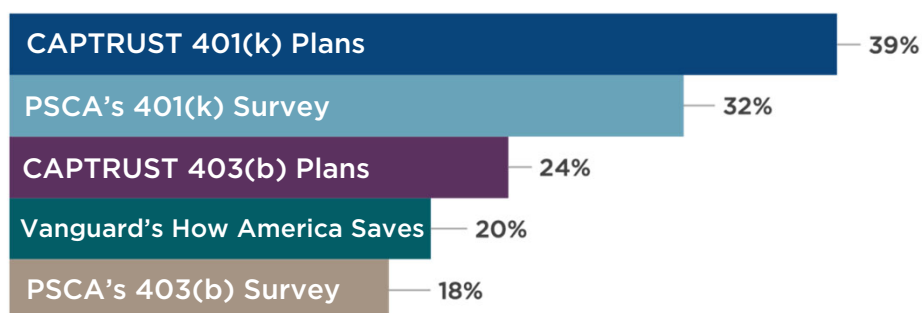 CAPTRUST 401(k) Plans 39%
PSCA's 401(k) Survey 32%
CAPTRUST 403(b) Plans 24%
Vanguard's How America Saves 20%
PSCA's 403(b) Survey 18%